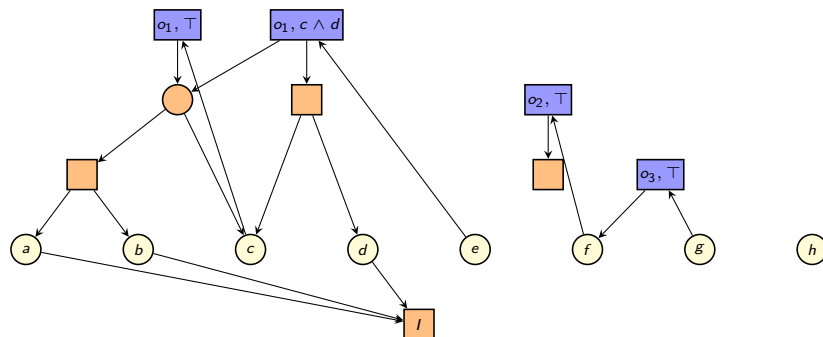 o₁, ⊤
o₁, c ∧ d
o₂, ⊤
o₃, ⊤
a
b
c
d
e
f
g
h
I